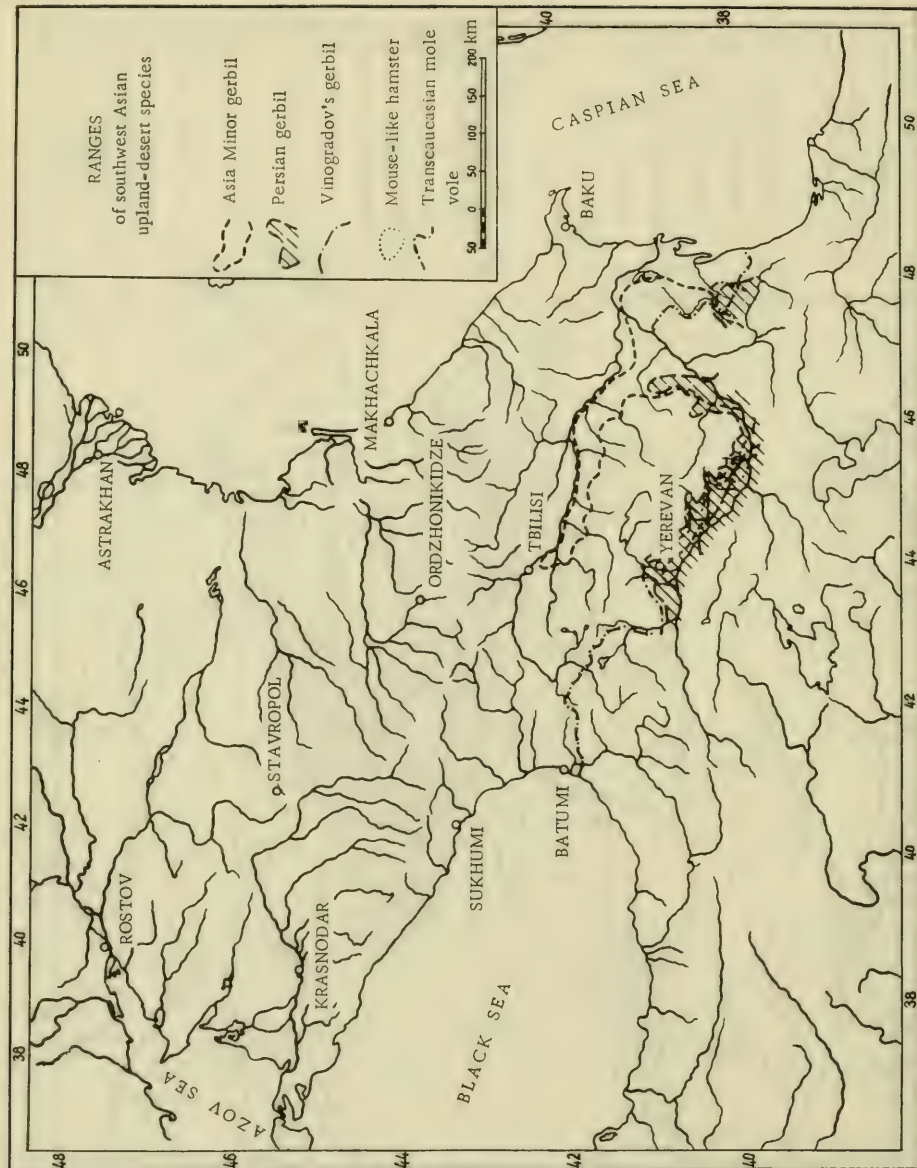 RANGES
of southwest Asian
upland-desert species
Asia Minor gerbil
Persian gerbil
Vinogradov's gerbil
Mouse-like hamster
Transcaucasian mole
vole
50 0 50 100 150 200 km
38
40
42
44
46
48
50
48
46
44
42
40
40
38
38
40
44
46
48
50
AZOV SEA
ROSTOV
ASTRAKHAN
KRASNODAR
STAVROPOL
MAKHACHKALA
ORDZHONIKIDZE
SUKHUMI
BLACK SEA
BATUMI
TBILISI
YEREVAN
BAKU
CASPIAN SEA